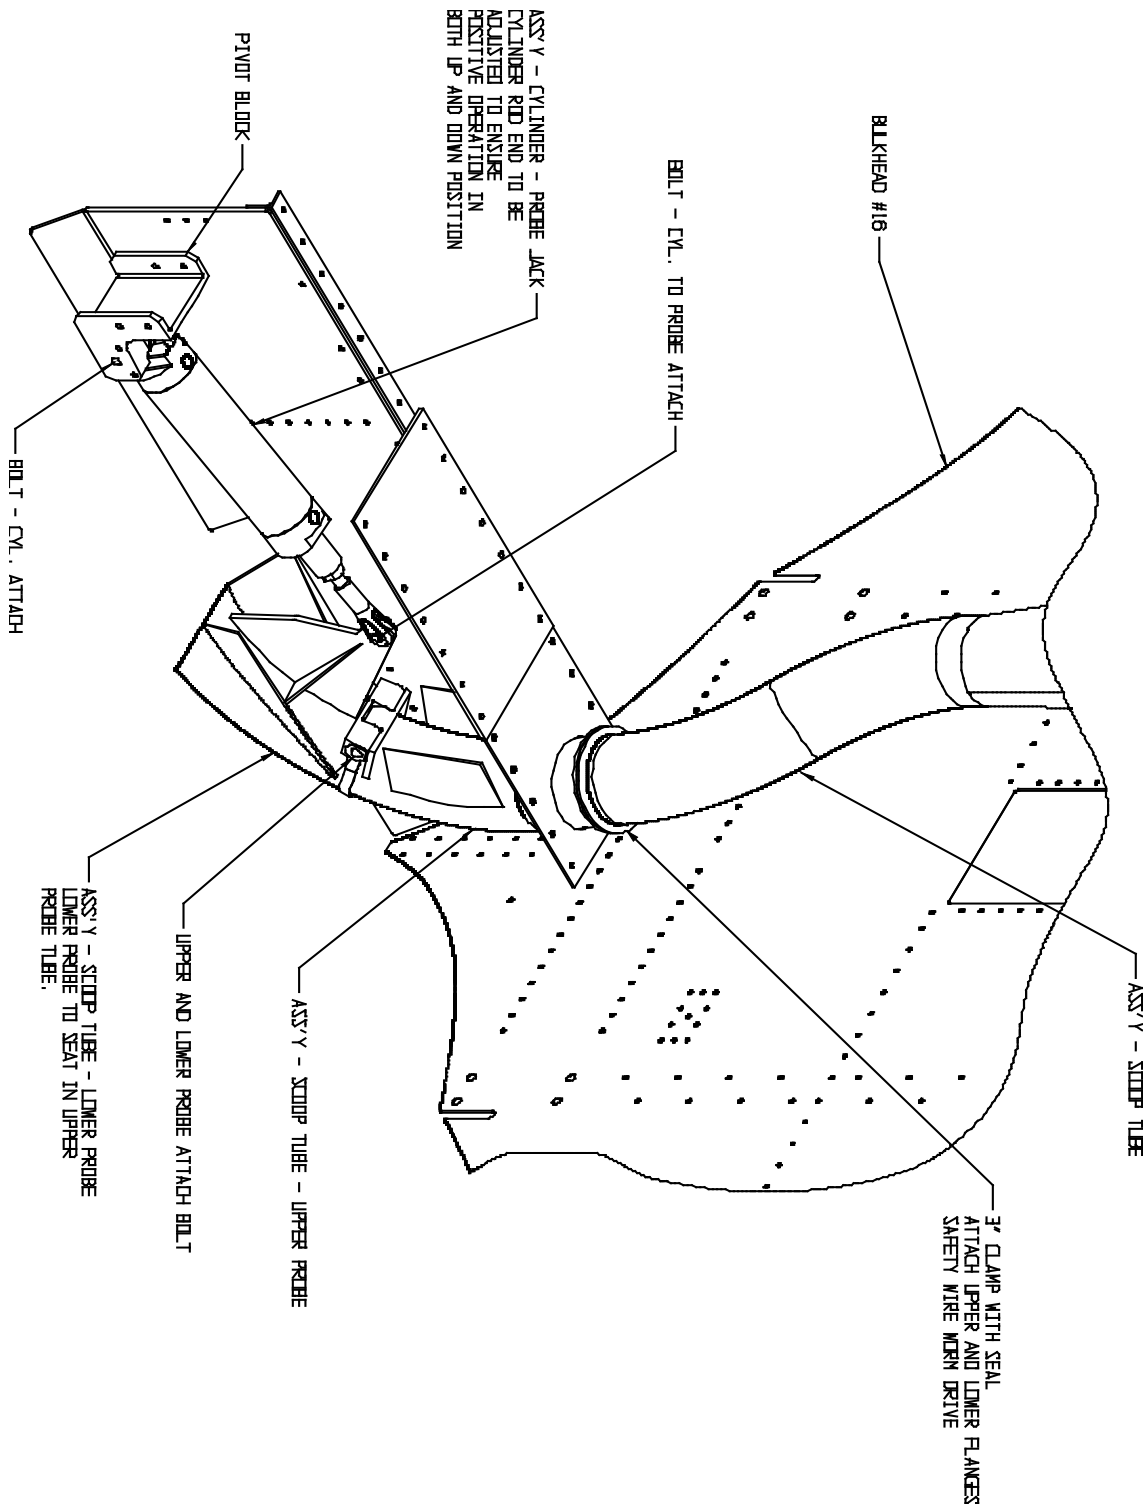 BULKHEAD #16
BOLT - CYL. TO PROBE ATTACH
ASS'Y - CYLINDER - PROBE JACK
CYLINDER ROD END TO BE
ADJUSTED TO ENSURE
POSITIVE OPERATION IN
BOTH UP AND DOWN POSITION
PIVOT BLOCK
BOLT - CYL. ATTACH
ASS'Y - SCOOP TUBE - LOWER PROBE
LOWER PROBE TO SEAT IN UPPER
PROBE TUBE.
UPPER AND LOWER PROBE ATTACH BOLT
ASS'Y - SCOOP TUBE - UPPER PROBE
3" CLAMP WITH SEAL
ATTACH UPPER AND LOWER FLANGES
SAFETY WIRE WORM DRIVE
ASS'Y - SCOOP TUBE